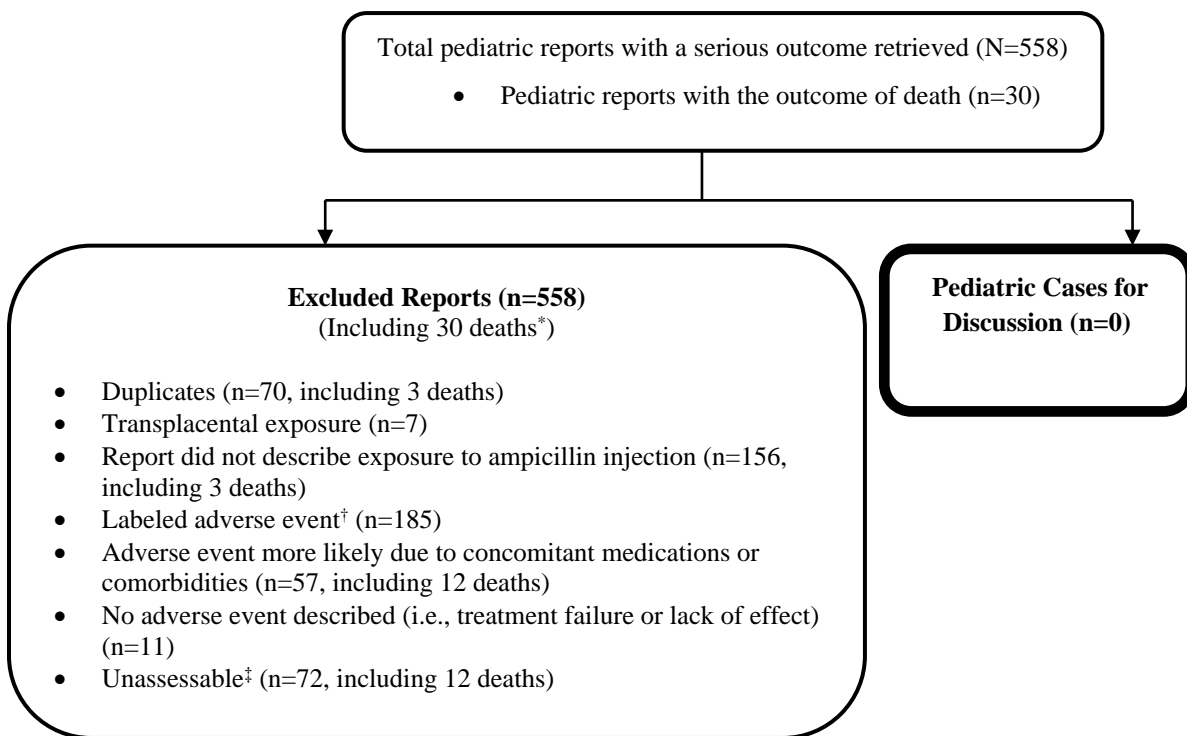 Total pediatric reports with a serious outcome retrieved (N=558)
• Pediatric reports with the outcome of death (n=30)
Excluded Reports (n=558)
(Including 30 deaths*)
• Duplicates (n=70, including 3 deaths)
• Transplacental exposure (n=7)
• Report did not describe exposure to ampicillin injection (n=156,
including 3 deaths)
• Labeled adverse event† (n=185)
• Adverse event more likely due to concomitant medications or
comorbidities (n=57, including 12 deaths)
• No adverse event described (i.e., treatment failure or lack of effect)
(n=11)
• Unassessable‡ (n=72, including 12 deaths)
Pediatric Cases for
Discussion (n=0)